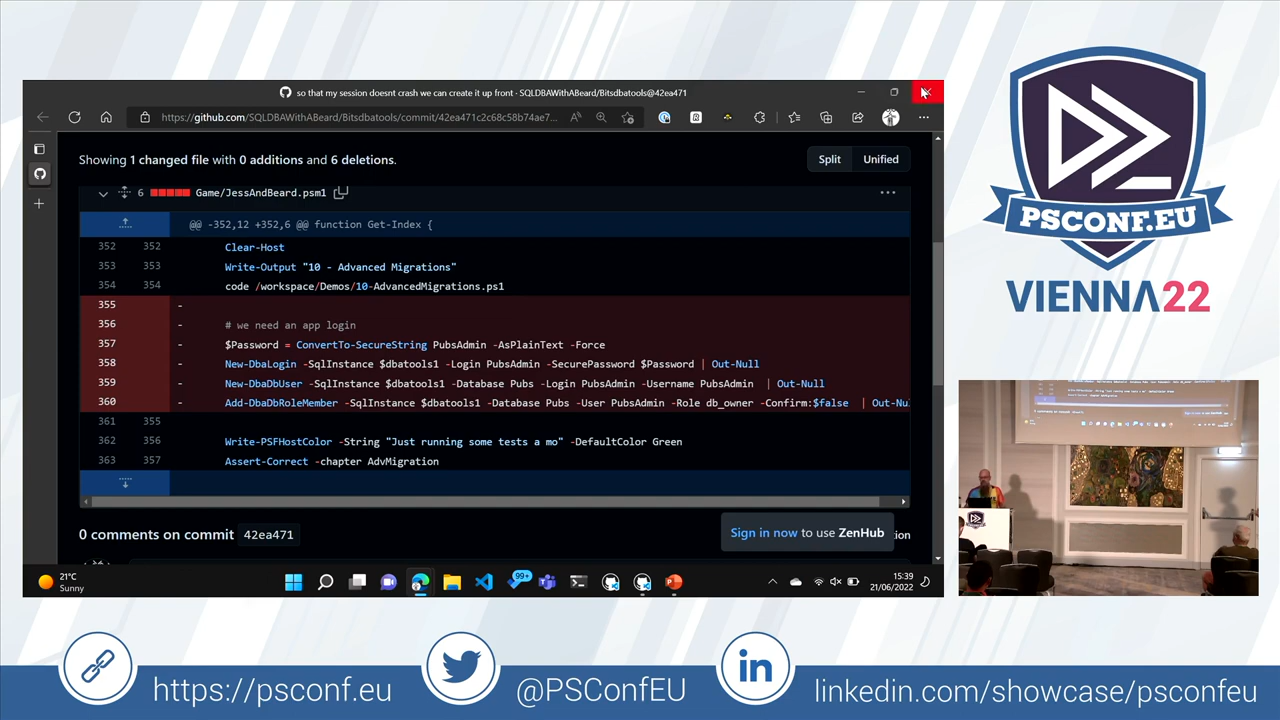 so that my session doesnt crash we can create it up front · SQLDBAWithABeard/Bitsdbatools@42ea471
https://github.com/SQLDBAWithABeard/Bitsdbatools/commit/42ea471c2c68c58b74ae7...
Showing 1 changed file with 0 additions and 6 deletions.
Split
Unified
6
Game/JessAndBeard.psm1
@@ -352,12 +352,6 @@ function Get-Index {
352 352 Clear-Host
353 353 Write-Output "10 - Advanced Migrations"
354 354 code /workspace/Demos/10-AdvancedMigrations.ps1
355 -
356 - # we need an app login
357 - $Password = ConvertTo-SecureString PubsAdmin -AsPlainText -Force
358 - New-DbaLogin -SqlInstance $dbatools1 -Login PubsAdmin -SecurePassword $Password | Out-Null
359 - New-DbaDbUser -SqlInstance $dbatools1 -Database Pubs -Login PubsAdmin -Username PubsAdmin | Out-Null
360 - Add-DbaDbRoleMember -SqlInstance $dbatools1 -Database Pubs -User PubsAdmin -Role db_owner -Confirm:$false | Out-Nu
361 355
362 356 Write-PSFHostColor -String "Just running some tests a mo" -DefaultColor Green
363 357 Assert-Correct -chapter AdvMigration
0 comments on commit 42ea471
Sign in now to use ZenHub
ion
21°C
Sunny
99+
15:39
21/06/2022
PSCONF.EU
VIENNA22
https://psconf.eu
@PSConfEU
in
linkedin.com/showcase/psconfeu